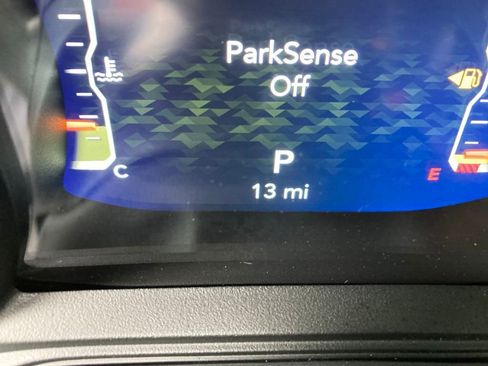 ParkSense
Off
P
C
E
13 mi